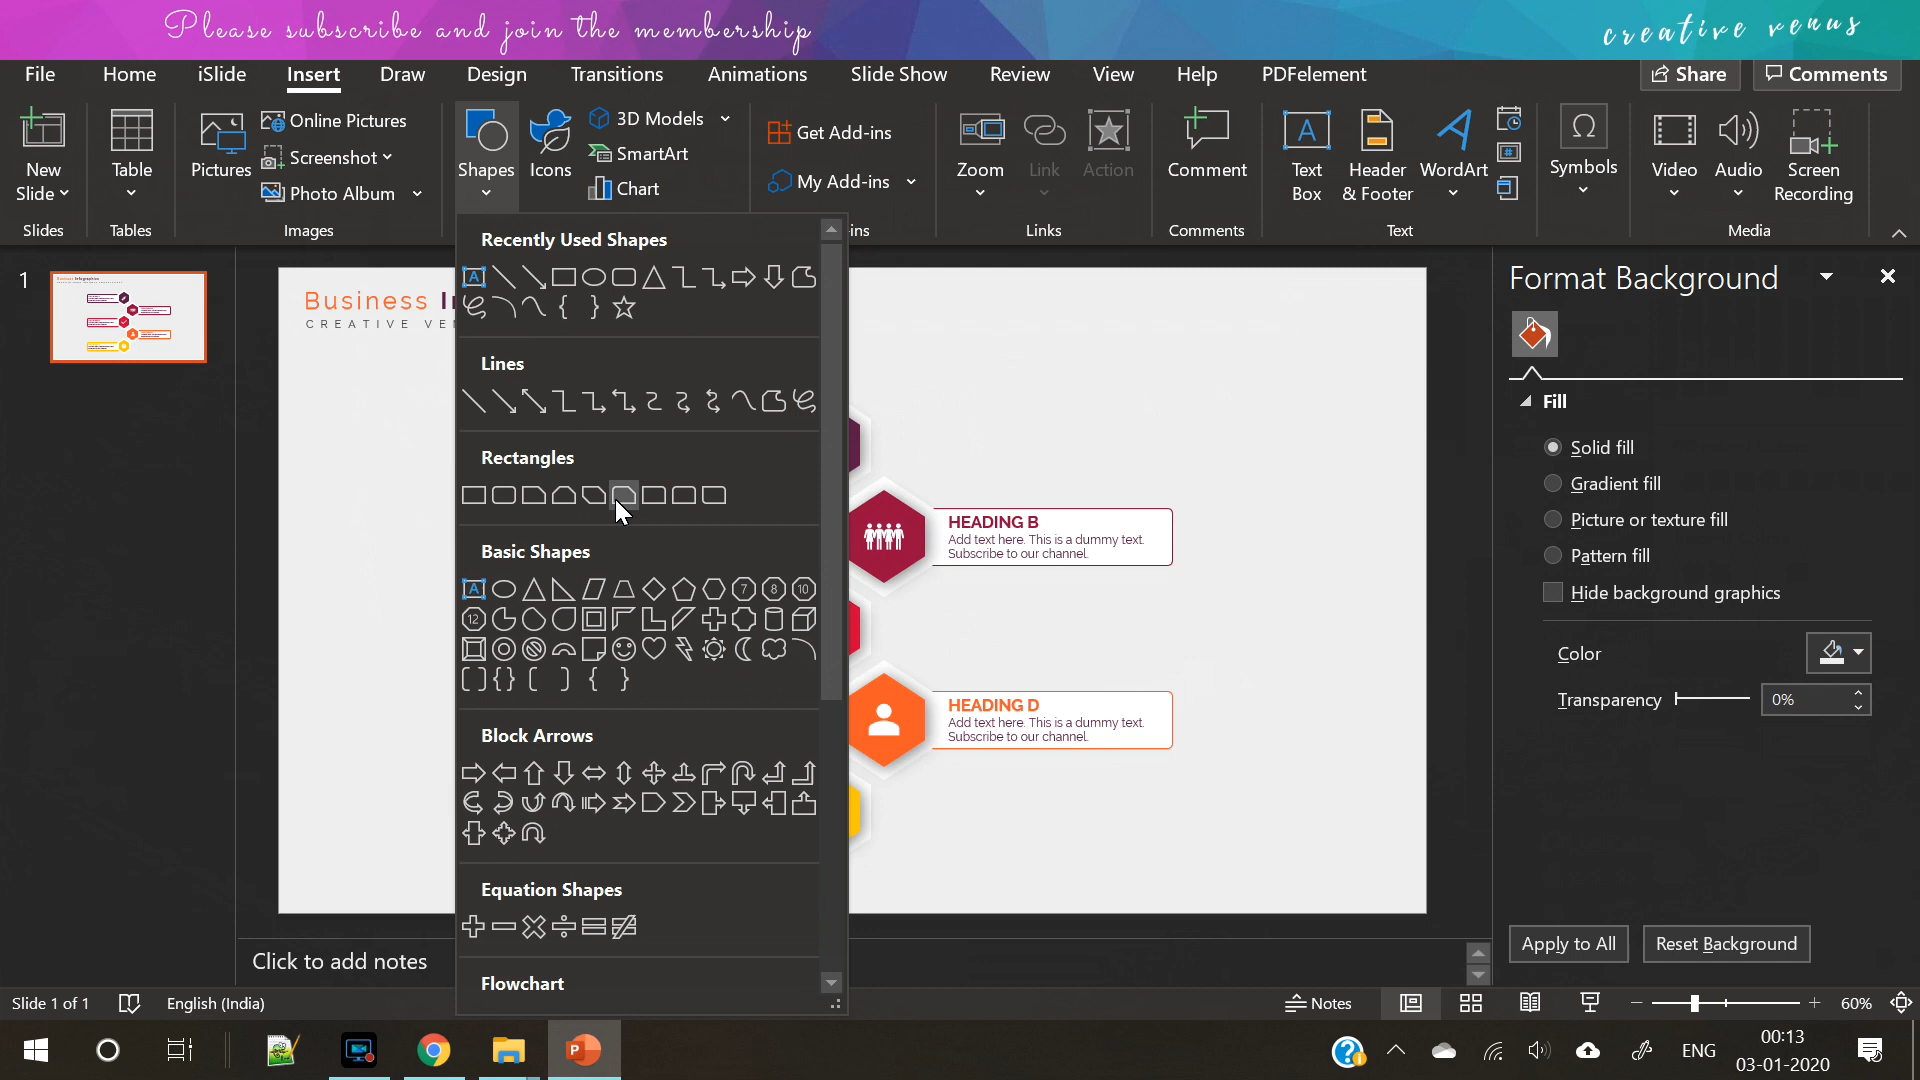 Please subscribe and join the membership
creative venus
File Home iSlide Insert Draw Design Transitions Animations Slide Show Review View Help PDFelement Share Comments
New Slide
Slides
Table
Tables
Pictures
Online Pictures
Screenshot
Photo Album
Images
Shapes
Icons
3D Models
SmartArt
Chart
Get Add-ins
My Add-ins
ins
Zoom
Link
Action
Links
Comment
Comments
Text Box
Header & Footer
WordArt
Text
Symbols
Video
Audio
Screen Recording
Media
1
Business I
CREATIVE VE
Recently Used Shapes
Lines
Rectangles
Basic Shapes
7 8 10
12
Block Arrows
Equation Shapes
Flowchart
HEADING B
Add text here. This is a dummy text.
Subscribe to our channel.
HEADING D
Add text here. This is a dummy text.
Subscribe to our channel.
Format Background
Fill
Solid fill
Gradient fill
Picture or texture fill
Pattern fill
Hide background graphics
Color
Transparency 0%
Apply to All Reset Background
Click to add notes
Slide 1 of 1 English (India) Notes 60%
ENG
00:13
03-01-2020